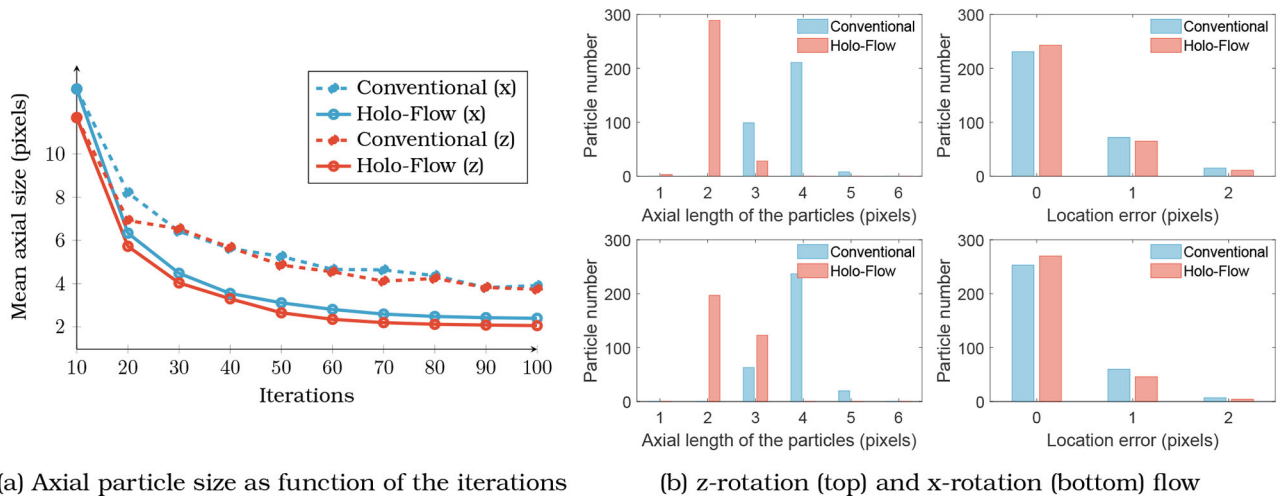 Mean axial size (pixels)
10
8
6
4
2
10 20 30 40 50 60 70 80 90 100
Iterations
Conventional (x)
Holo-Flow (x)
Conventional (z)
Holo-Flow (z)
Particle number
300
200
100
0
1 2 3 4 5 6
Axial length of the particles (pixels)
Conventional
Holo-Flow
Particle number
300
200
100
0
0 1 2
Location error (pixels)
Conventional
Holo-Flow
Particle number
300
200
100
0
1 2 3 4 5 6
Axial length of the particles (pixels)
Conventional
Holo-Flow
Particle number
300
200
100
0
0 1 2
Location error (pixels)
Conventional
Holo-Flow
(a) Axial particle size as function of the iterations
(b) z-rotation (top) and x-rotation (bottom) flow